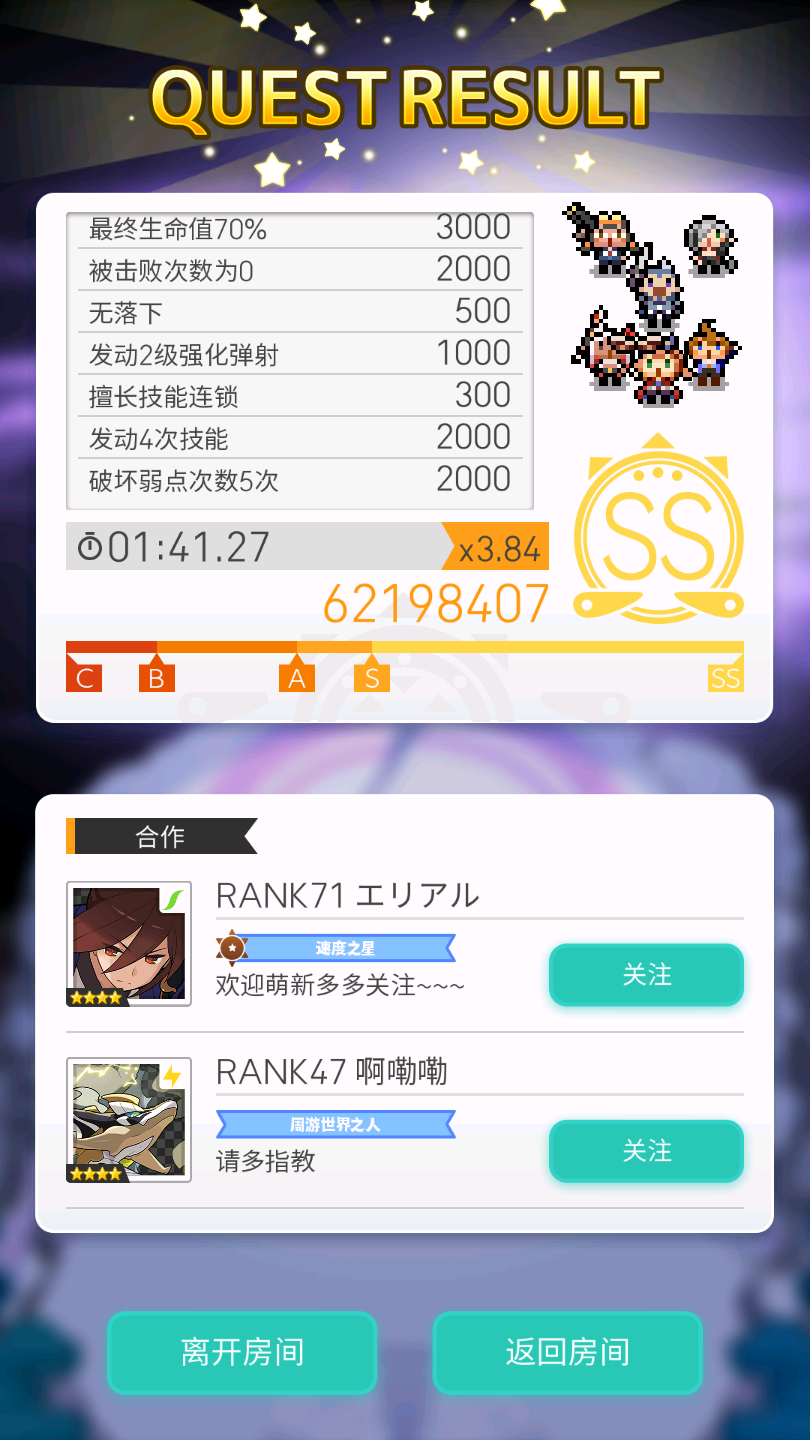 QUEST RESULT
最终生命值70% 3000
被击败次数为0 2000
无落下 500
发动2级强化弹射 1000
擅长技能连锁 300
发动4次技能 2000
破坏弱点次数5次 2000
01:41.27 x3.84
SS
62198407
C B A S SS
合作
RANK71 エリアル
速度之星
欢迎萌新多多关注~~~
关注
RANK47 啊嘞嘞
周游世界之人
请多指教
关注
离开房间 返回房间